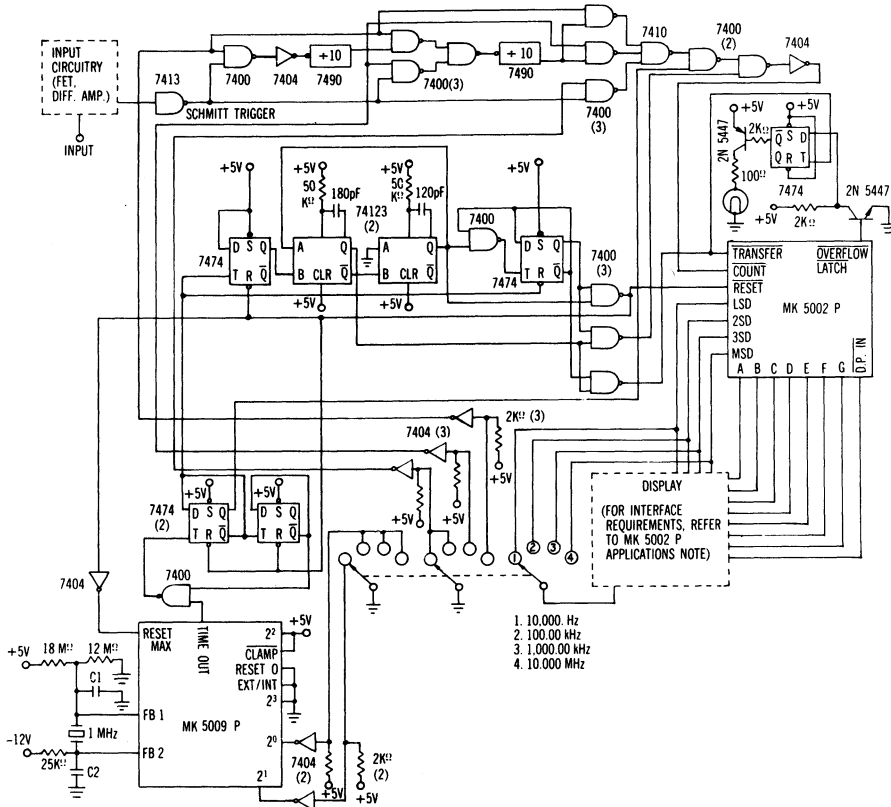 INPUT
CIRCUITRY
(FET,
DIFF. AMP.)
INPUT
7413
SCHMITT TRIGGER
7400
7404
÷10
7490
7400(3)
÷10
7490
7410
7400
(3)
7400
(2)
7404
+5V
2N 5447
100Ω
2KΩ
+5V
Q̅ S D
Q R T
7474
2N 5447
+5V
2KΩ
+5V
D S Q
T R Q̅
7474
+5V
50
KΩ
180pF
A Q
B CLR Q̅
+5V
74123
(2)
+5V
50
KΩ
120pF
A Q
B CLR Q̅
+5V
7400
+5V
D S Q
T R Q̅
7474
7400
(3)
T̅R̅A̅N̅S̅F̅E̅R̅
C̅O̅U̅N̅T̅
R̅E̅S̅E̅T̅
LSD
2SD
3SD
MSD
O̅V̅E̅R̅F̅L̅O̅W̅
L̅A̅T̅C̅H̅
MK 5002 P
A B C D E F G D̅.̅P̅.̅ I̅N̅
2KΩ (3)
+5V
7404 (3)
+5V
+5V
7474
(2)
+5V
D S Q
T R Q̅
+5V
S Q
R Q̅
7404
7400
1 2 3 4
DISPLAY
(FOR INTERFACE
REQUIREMENTS, REFER
TO MK 5002 P
APPLICATIONS NOTE)
1. 10,000. Hz
2. 100.00 kHz
3. 1,000.00 kHz
4. 10.000 MHz
RESET
MAX
TIME OUT
2² +5V
C̅L̅A̅M̅P̅
RESET 0
EXT/INT
2³
FB 1
FB 2
MK 5009 P
2⁰
2¹
+5V
18 MΩ
12 MΩ
C1
1 MHz
-12V
25KΩ
C2
7404
(2)
+5V
2KΩ
(2)
+5V